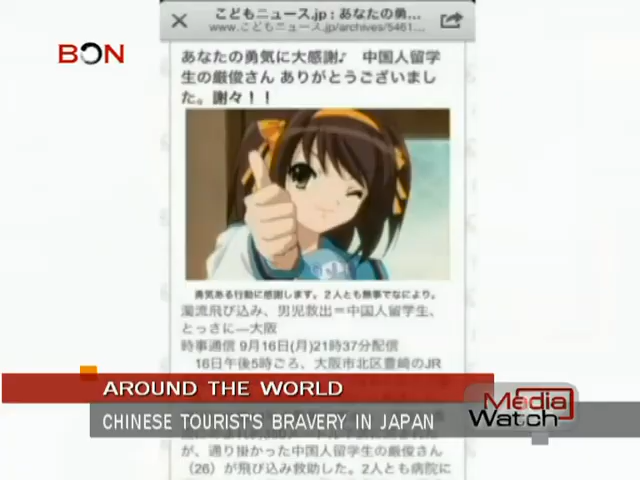 こどもニュース.jp : あなたの勇...
www.こどもニュース.jp/archives/5461...
BON
あなたの勇気に大感謝♪ 中国人留学
生の厳俊さん ありがとうございまし
た。謝々！！
勇気ある行動に感謝します。2人とも無事でなにより。
濁流飛び込み、男児救出＝中国人留学生、
とっさに―大阪
時事通信 9月16日(月)21時37分配信
16日午後5時ごろ、大阪市北区豊崎のJR
AROUND THE WORLD
CHINESE TOURIST'S BRAVERY IN JAPAN
Media
Watch
が、通り掛かった中国人留学生の厳俊さん
（26）が飛び込み救助した。2人とも病院に